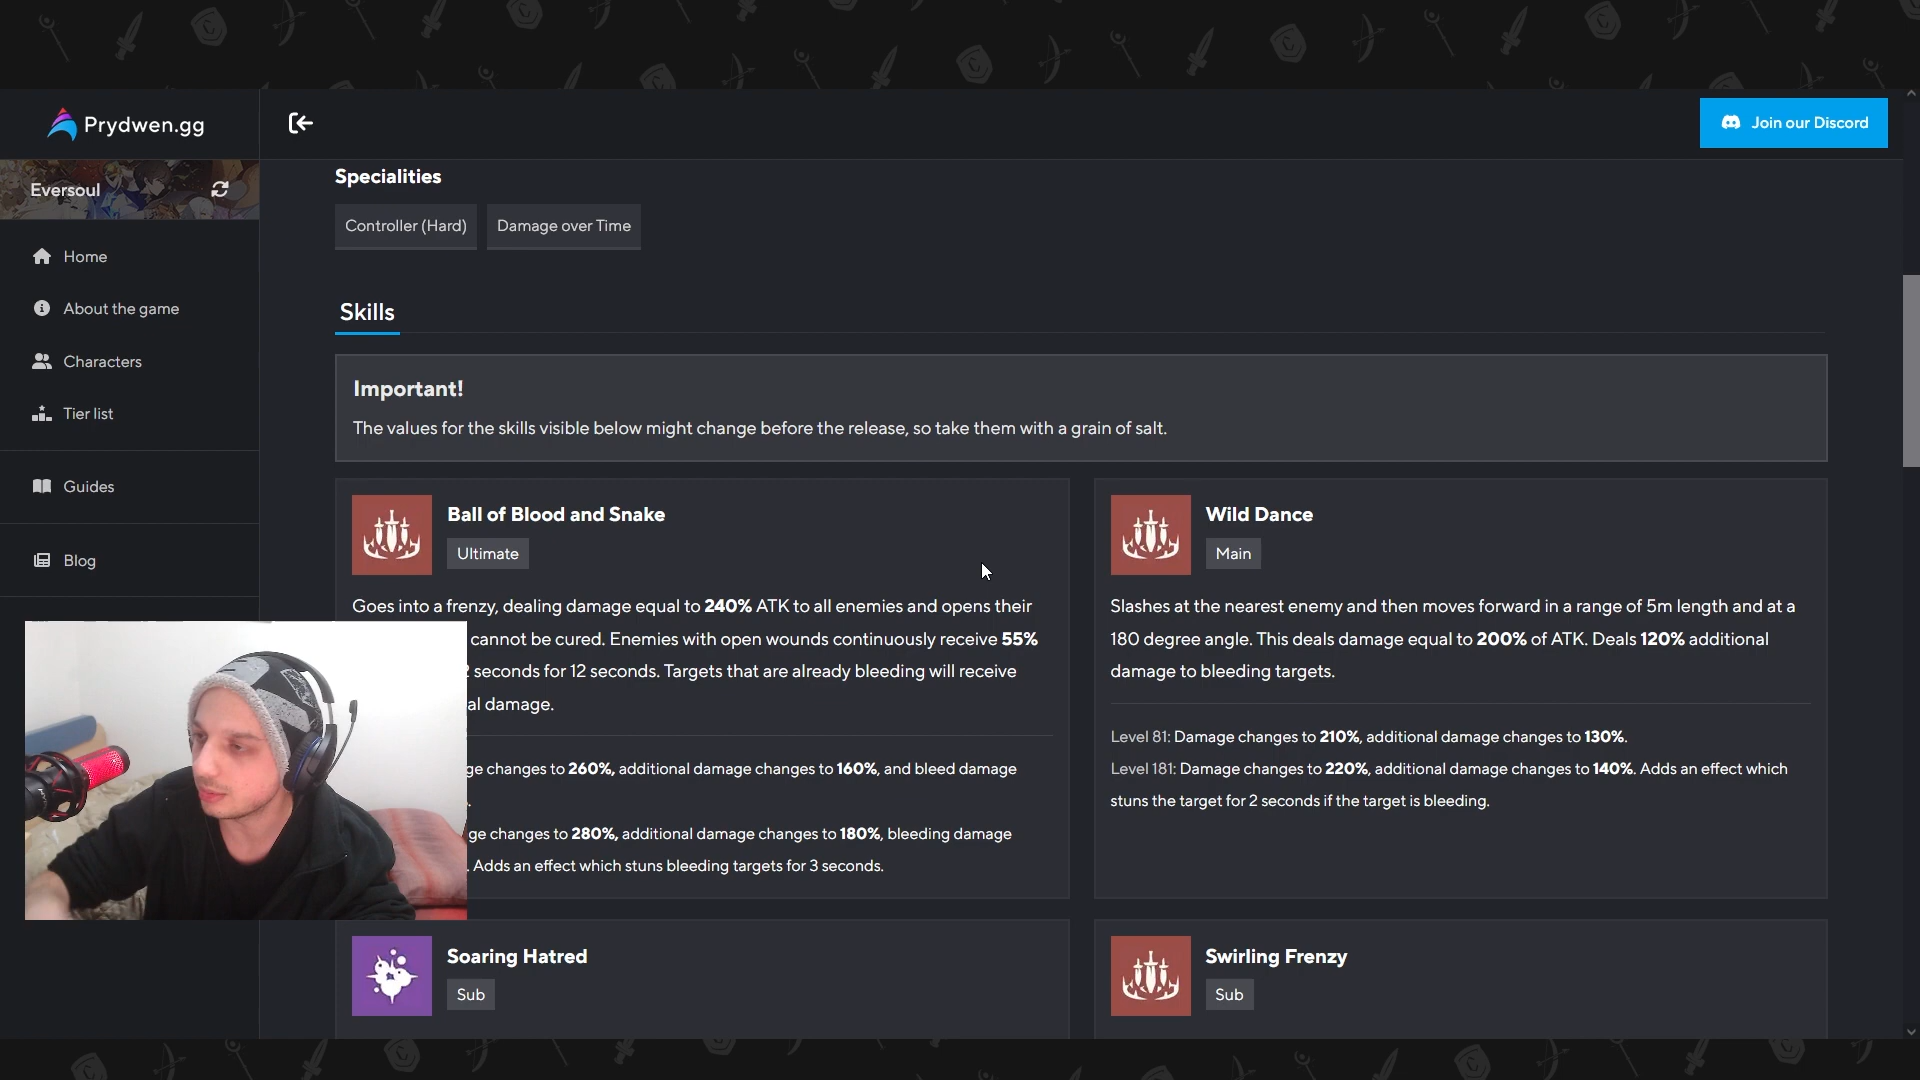 Prydwen.gg
Join our Discord
Eversoul
Home
About the game
Characters
Tier list
Guides
Blog
Specialities
Controller (Hard)
Damage over Time
Skills
Important!
The values for the skills visible below might change before the release, so take them with a grain of salt.
Ball of Blood and Snake
Ultimate
Goes into a frenzy, dealing damage equal to 240% ATK to all enemies and opens their
cannot be cured. Enemies with open wounds continuously receive 55%
seconds for 12 seconds. Targets that are already bleeding will receive
damage.
changes to 260%, additional damage changes to 160%, and bleed damage
changes to 280%, additional damage changes to 180%, bleeding damage
. Adds an effect which stuns bleeding targets for 3 seconds.
Wild Dance
Main
Slashes at the nearest enemy and then moves forward in a range of 5m length and at a
180 degree angle. This deals damage equal to 200% of ATK. Deals 120% additional
damage to bleeding targets.
Level 81: Damage changes to 210%, additional damage changes to 130%.
Level 181: Damage changes to 220%, additional damage changes to 140%. Adds an effect which
stuns the target for 2 seconds if the target is bleeding.
Soaring Hatred
Sub
Swirling Frenzy
Sub